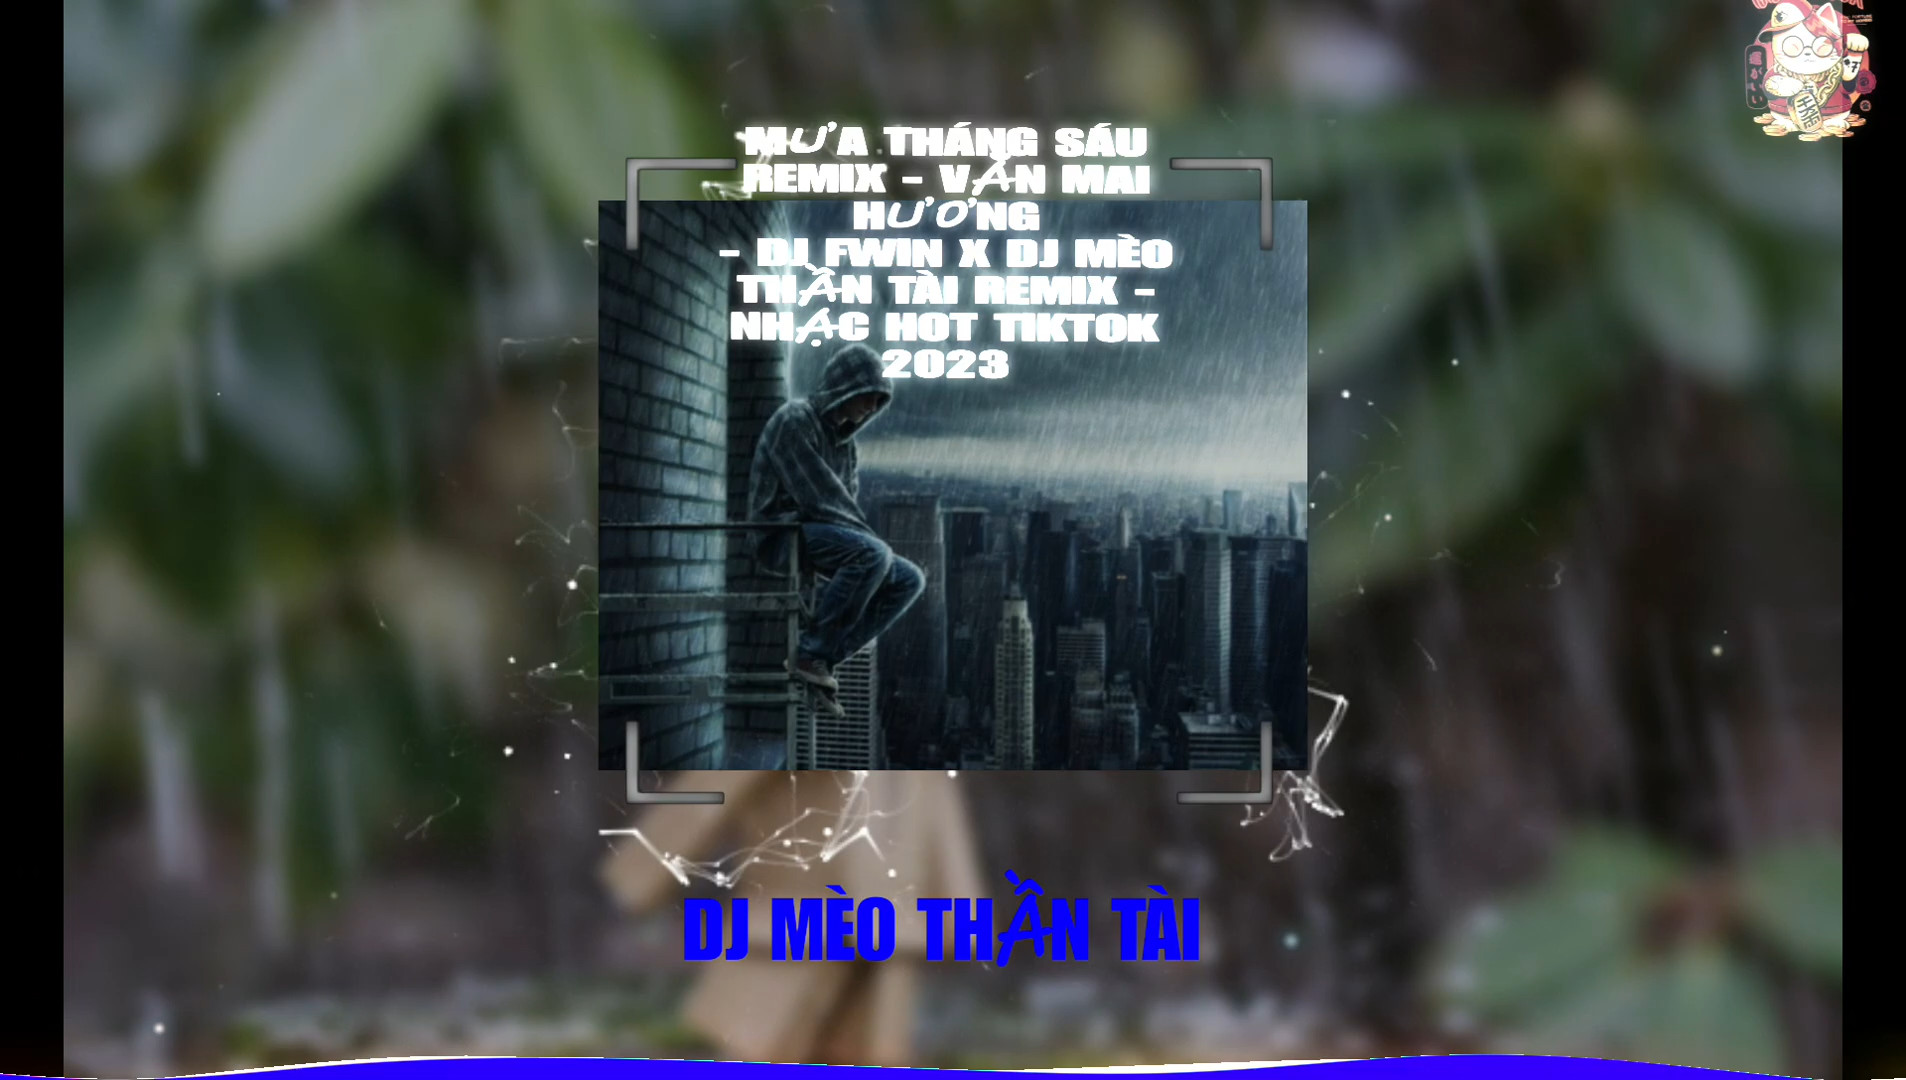 MƯA THÁNG SÁU
REMIX - VĂN MAI
HƯƠNG
- DJ FWIN X DJ MÈO
THẦN TÀI REMIX -
NHẠC HOT TIKTOK
2023
DJ MÈO THẦN TÀI